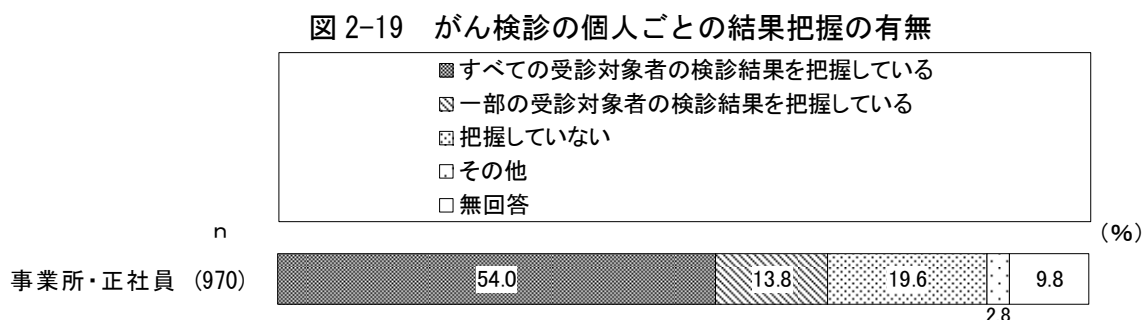 図 2-19　がん検診の個人ごとの結果把握の有無
すべての受診対象者の検診結果を把握している
一部の受診対象者の検診結果を把握している
把握していない
その他
無回答
n
(%)
事業所・正社員 (970)
54.0
13.8
19.6
2.8
9.8